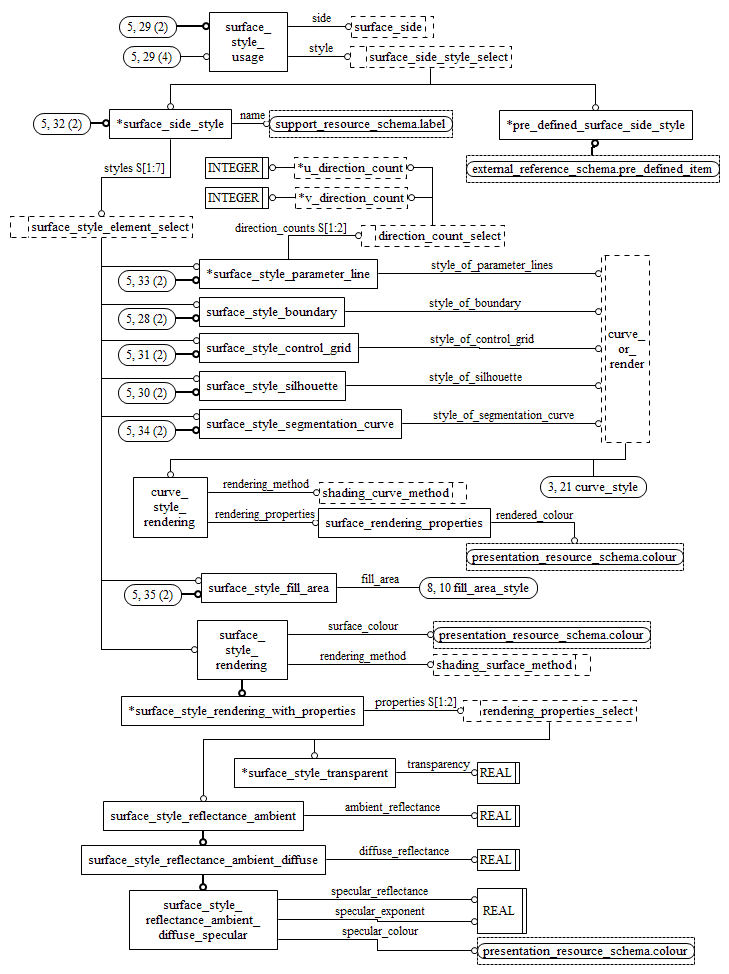 5, 29 (2)
5, 29 (4)
surface_
style_
usage
side
surface_side
style
surface_side_style_select
5, 32 (2)
*surface_side_style
name
support_resource_schema.label
*pre_defined_surface_side_style
external_reference_schema.pre_defined_item
styles S[1:7]
INTEGER
*u_direction_count
INTEGER
*v_direction_count
surface_style_element_select
direction_counts S[1:2]
direction_count_select
5, 33 (2)
*surface_style_parameter_line
style_of_parameter_lines
5, 28 (2)
surface_style_boundary
style_of_boundary
5, 31 (2)
surface_style_control_grid
style_of_control_grid
5, 30 (2)
surface_style_silhouette
style_of_silhouette
5, 34 (2)
surface_style_segmentation_curve
style_of_segmentation_curve
curve_
or_
render
curve_
style_
rendering
rendering_method
shading_curve_method
3, 21 curve_style
rendering_properties
surface_rendering_properties
rendered_colour
presentation_resource_schema.colour
5, 35 (2)
surface_style_fill_area
fill_area
8, 10 fill_area_style
surface_
style_
rendering
surface_colour
presentation_resource_schema.colour
rendering_method
shading_surface_method
*surface_style_rendering_with_properties
properties S[1:2]
rendering_properties_select
*surface_style_transparent
transparency
REAL
surface_style_reflectance_ambient
ambient_reflectance
REAL
surface_style_reflectance_ambient_diffuse
diffuse_reflectance
REAL
surface_style_
reflectance_ambient_
diffuse_specular
specular_reflectance
specular_exponent
REAL
specular_colour
presentation_resource_schema.colour